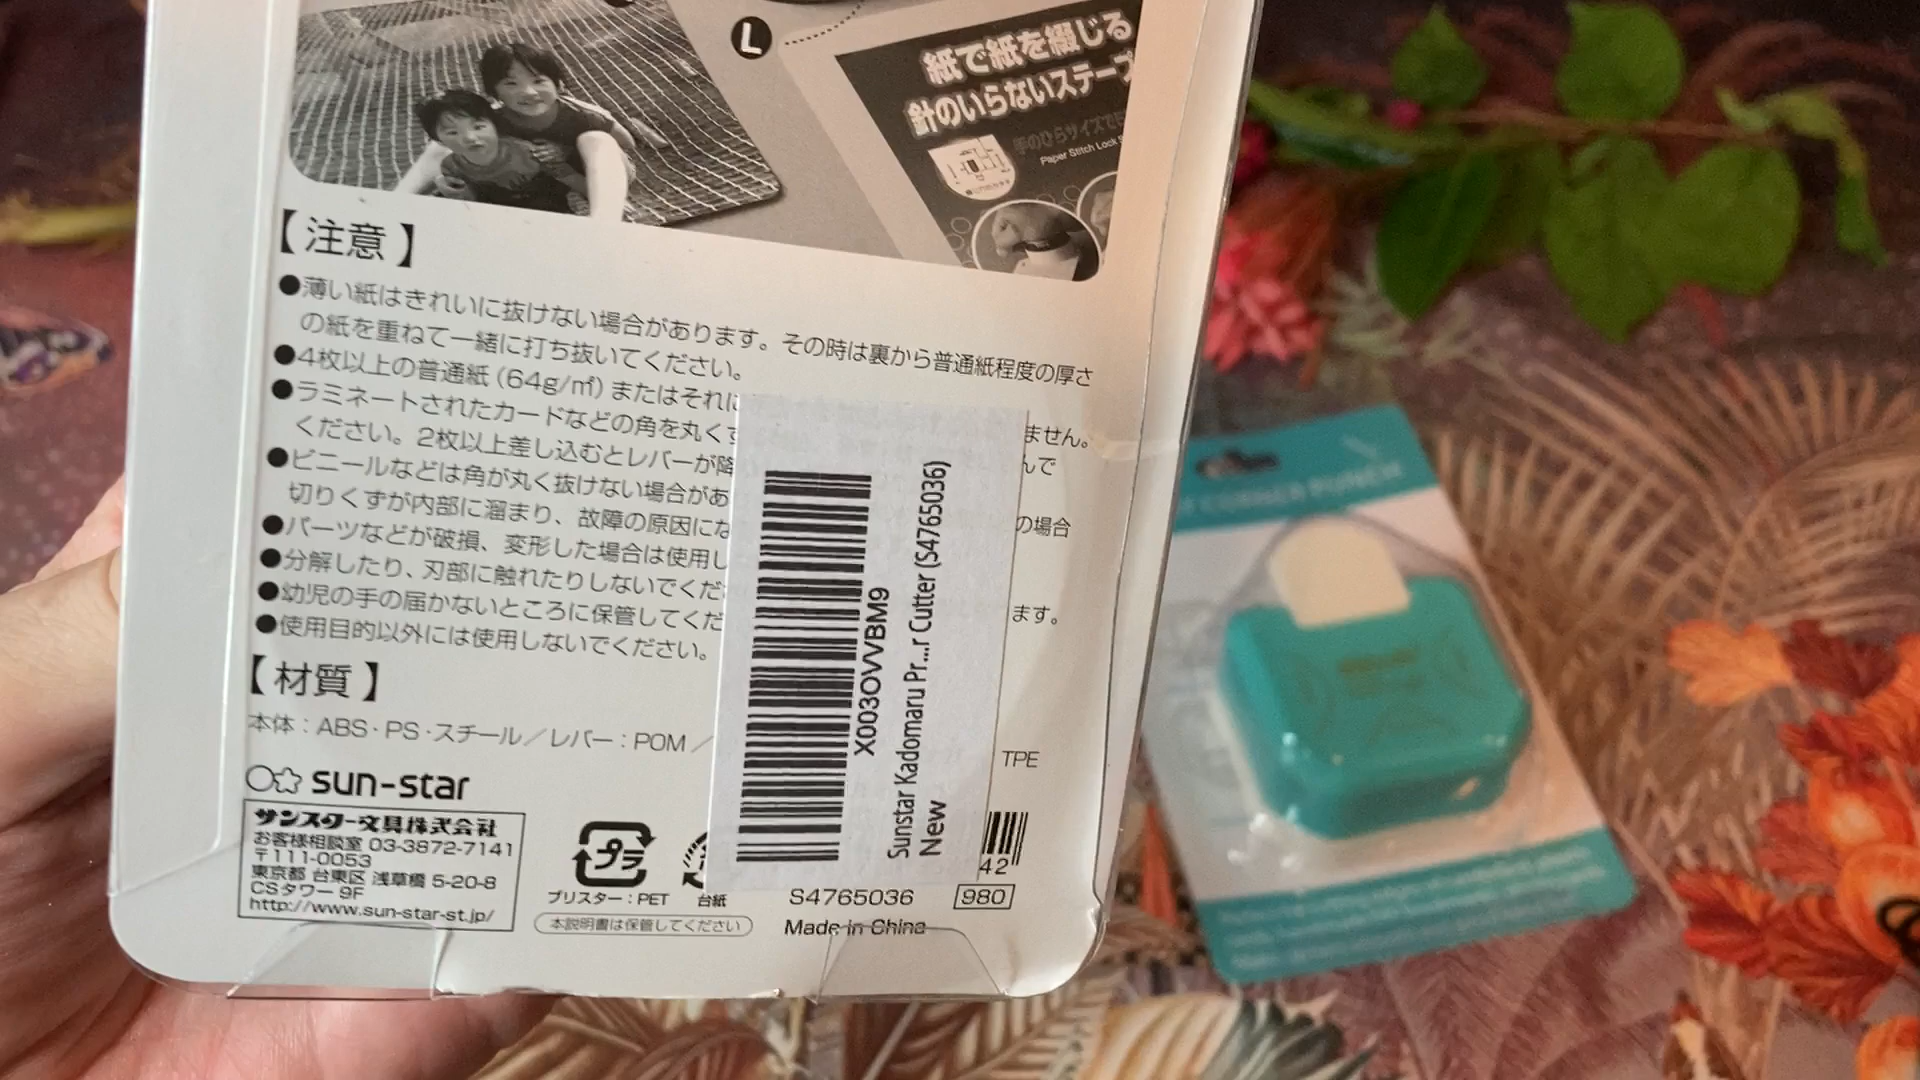 L
紙で紙を綴じる
針のいらないステープ
手のひらサイズで
Paper Stitch Lock
【注意】
●薄い紙はきれいに抜けない場合があります。その時は裏から普通紙程度の厚さ
の紙を重ねて一緒に打ち抜いてください。
●4枚以上の普通紙(64g/㎡)またはそれに
ません。
●ラミネートされたカードなどの角を丸くす
んで
ください。2枚以上差し込むとレバーが降
●ビニールなどは角が丸く抜けない場合があ
の場合
切りくずが内部に溜まり、故障の原因にな
●パーツなどが破損、変形した場合は使用し
●分解したり、刃部に触れたりしないでくだ
●幼児の手の届かないところに保管してくだ
ます。
●使用目的以外には使用しないでください。
【材質】
本体:ABS・PS・スチール/レバー:POM/
TPE
sun-star
サンスター文具株式会社
お客様相談室 03-3872-7141
〒111-0053
東京都 台東区 浅草橋 5-20-8
CSタワー 9F
http://www.sun-star-st.jp/
プラ
ブリスター:PET
台紙
本説明書は保管してください
X003OVVBM9
Sunstar Kadomaru Pr...r Cutter (S4765036)
New
42
S4765036
980
Made in China
CORNER PUNCH